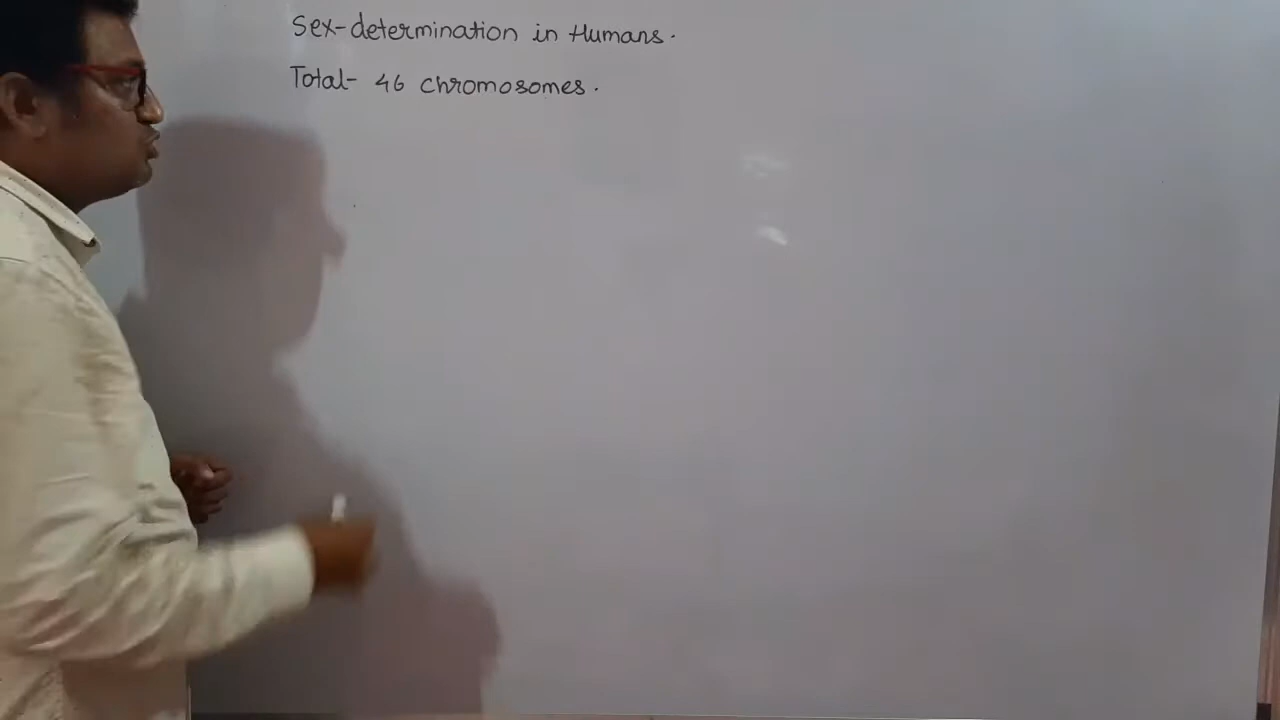 Sex-determination in Humans.
Total- 46 chromosomes.